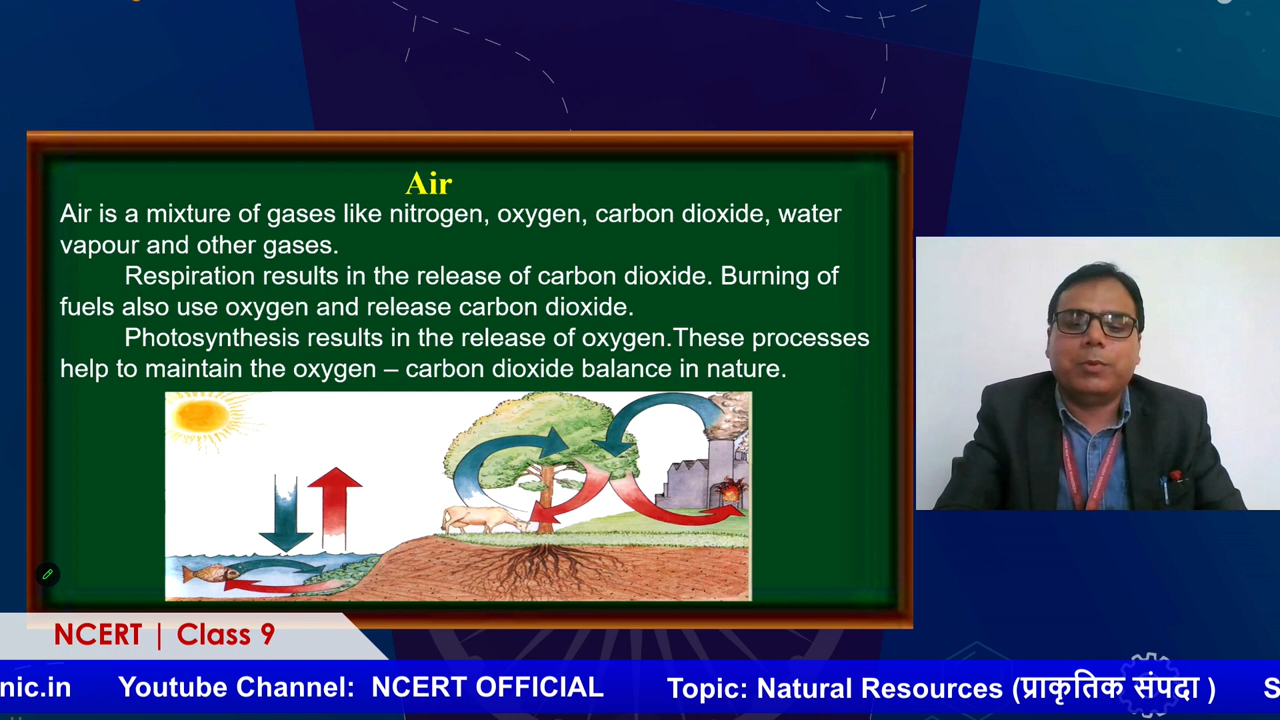 Air
Air is a mixture of gases like nitrogen, oxygen, carbon dioxide, water
vapour and other gases.
Respiration results in the release of carbon dioxide. Burning of
fuels also use oxygen and release carbon dioxide.
Photosynthesis results in the release of oxygen.These processes
help to maintain the oxygen – carbon dioxide balance in nature.
NCERT | Class 9
nic.in Youtube Channel: NCERT OFFICIAL Topic: Natural Resources (प्राकृतिक संपदा ) S